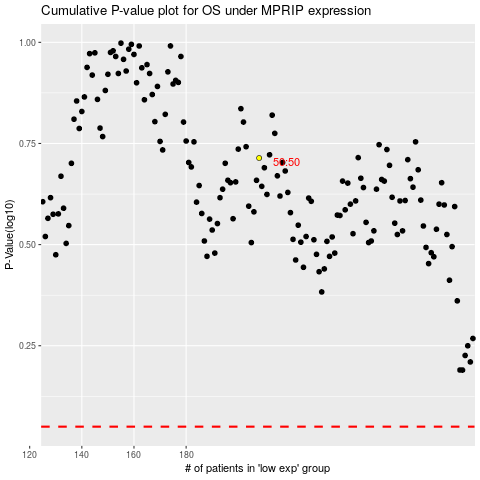 Cumulative P-value plot for OS under MPRIP expression
P-Value(log10)
1.00
0.75
0.50
0.25
50:50
120 140 160 180
# of patients in 'low exp' group